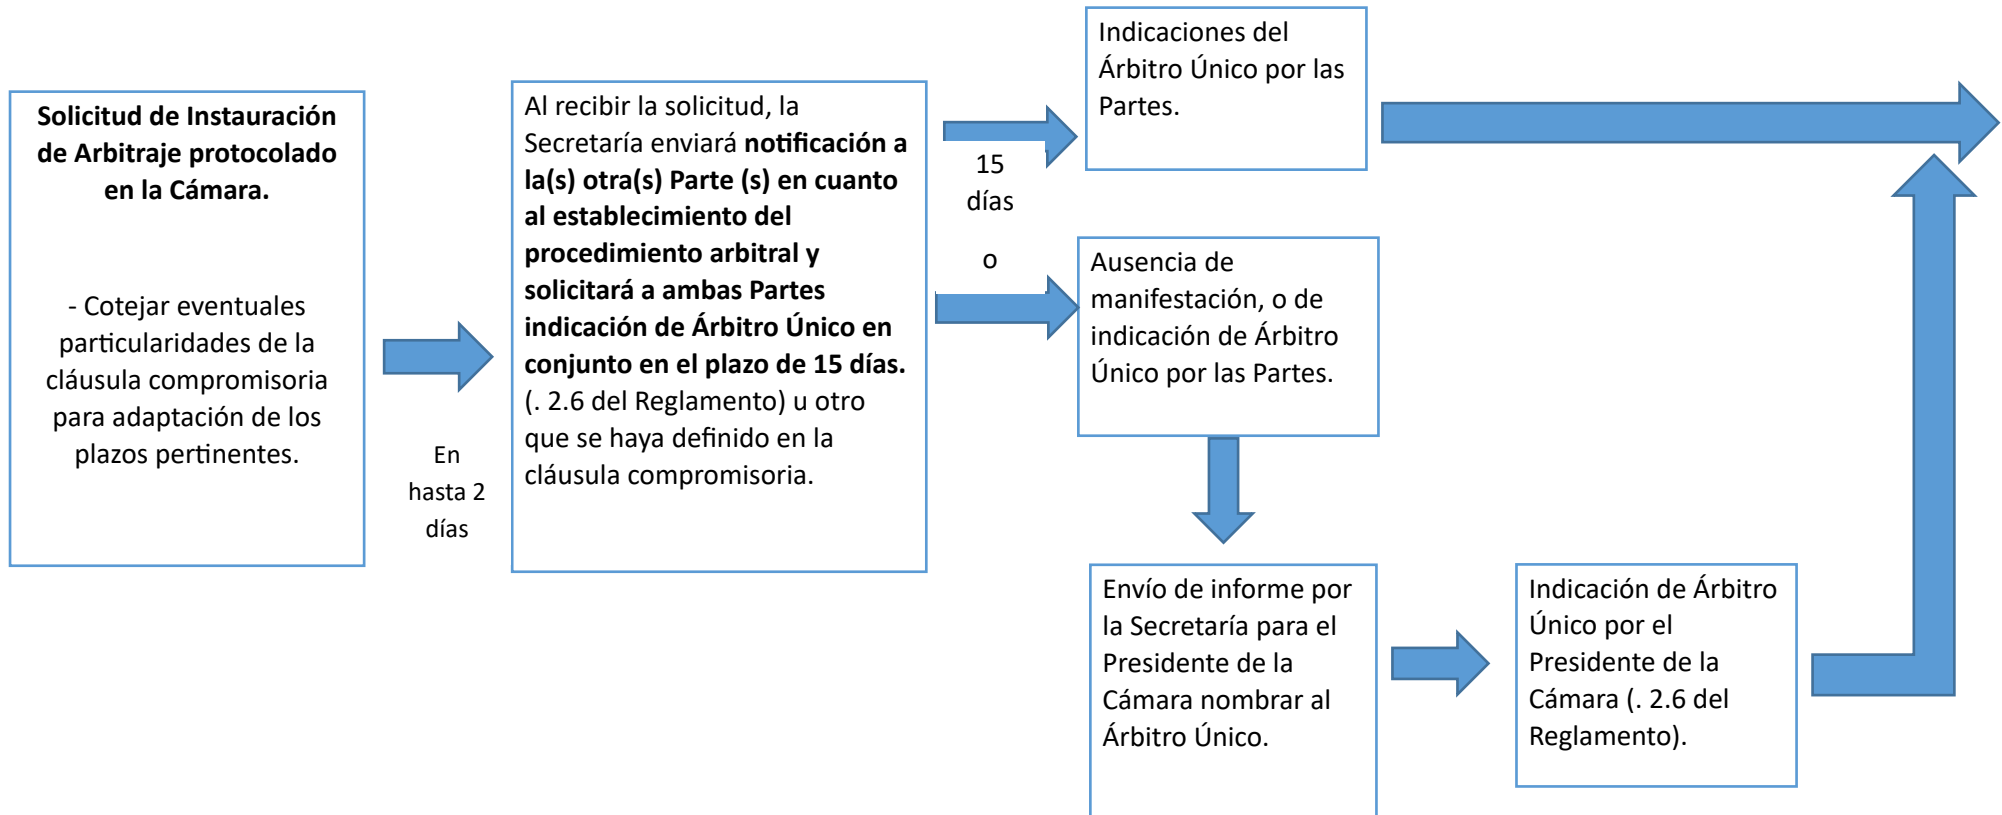 Solicitud de Instauración
de Arbitraje protocolado
en la Cámara.
- Cotejar eventuales
particularidades de la
cláusula compromisoria
para adaptación de los
plazos pertinentes.
En
hasta 2
días
Al recibir la solicitud, la
Secretaría enviará notificación a
la(s) otra(s) Parte (s) en cuanto
al establecimiento del
procedimiento arbitral y
solicitará a ambas Partes
indicación de Árbitro Único en
conjunto en el plazo de 15 días.
(. 2.6 del Reglamento) u otro
que se haya definido en la
cláusula compromisoria.
15
días
o
Indicaciones del
Árbitro Único por las
Partes.
Ausencia de
manifestación, o de
indicación de Árbitro
Único por las Partes.
Envío de informe por
la Secretaría para el
Presidente de la
Cámara nombrar al
Árbitro Único.
Indicación de Árbitro
Único por el
Presidente de la
Cámara (. 2.6 del
Reglamento).